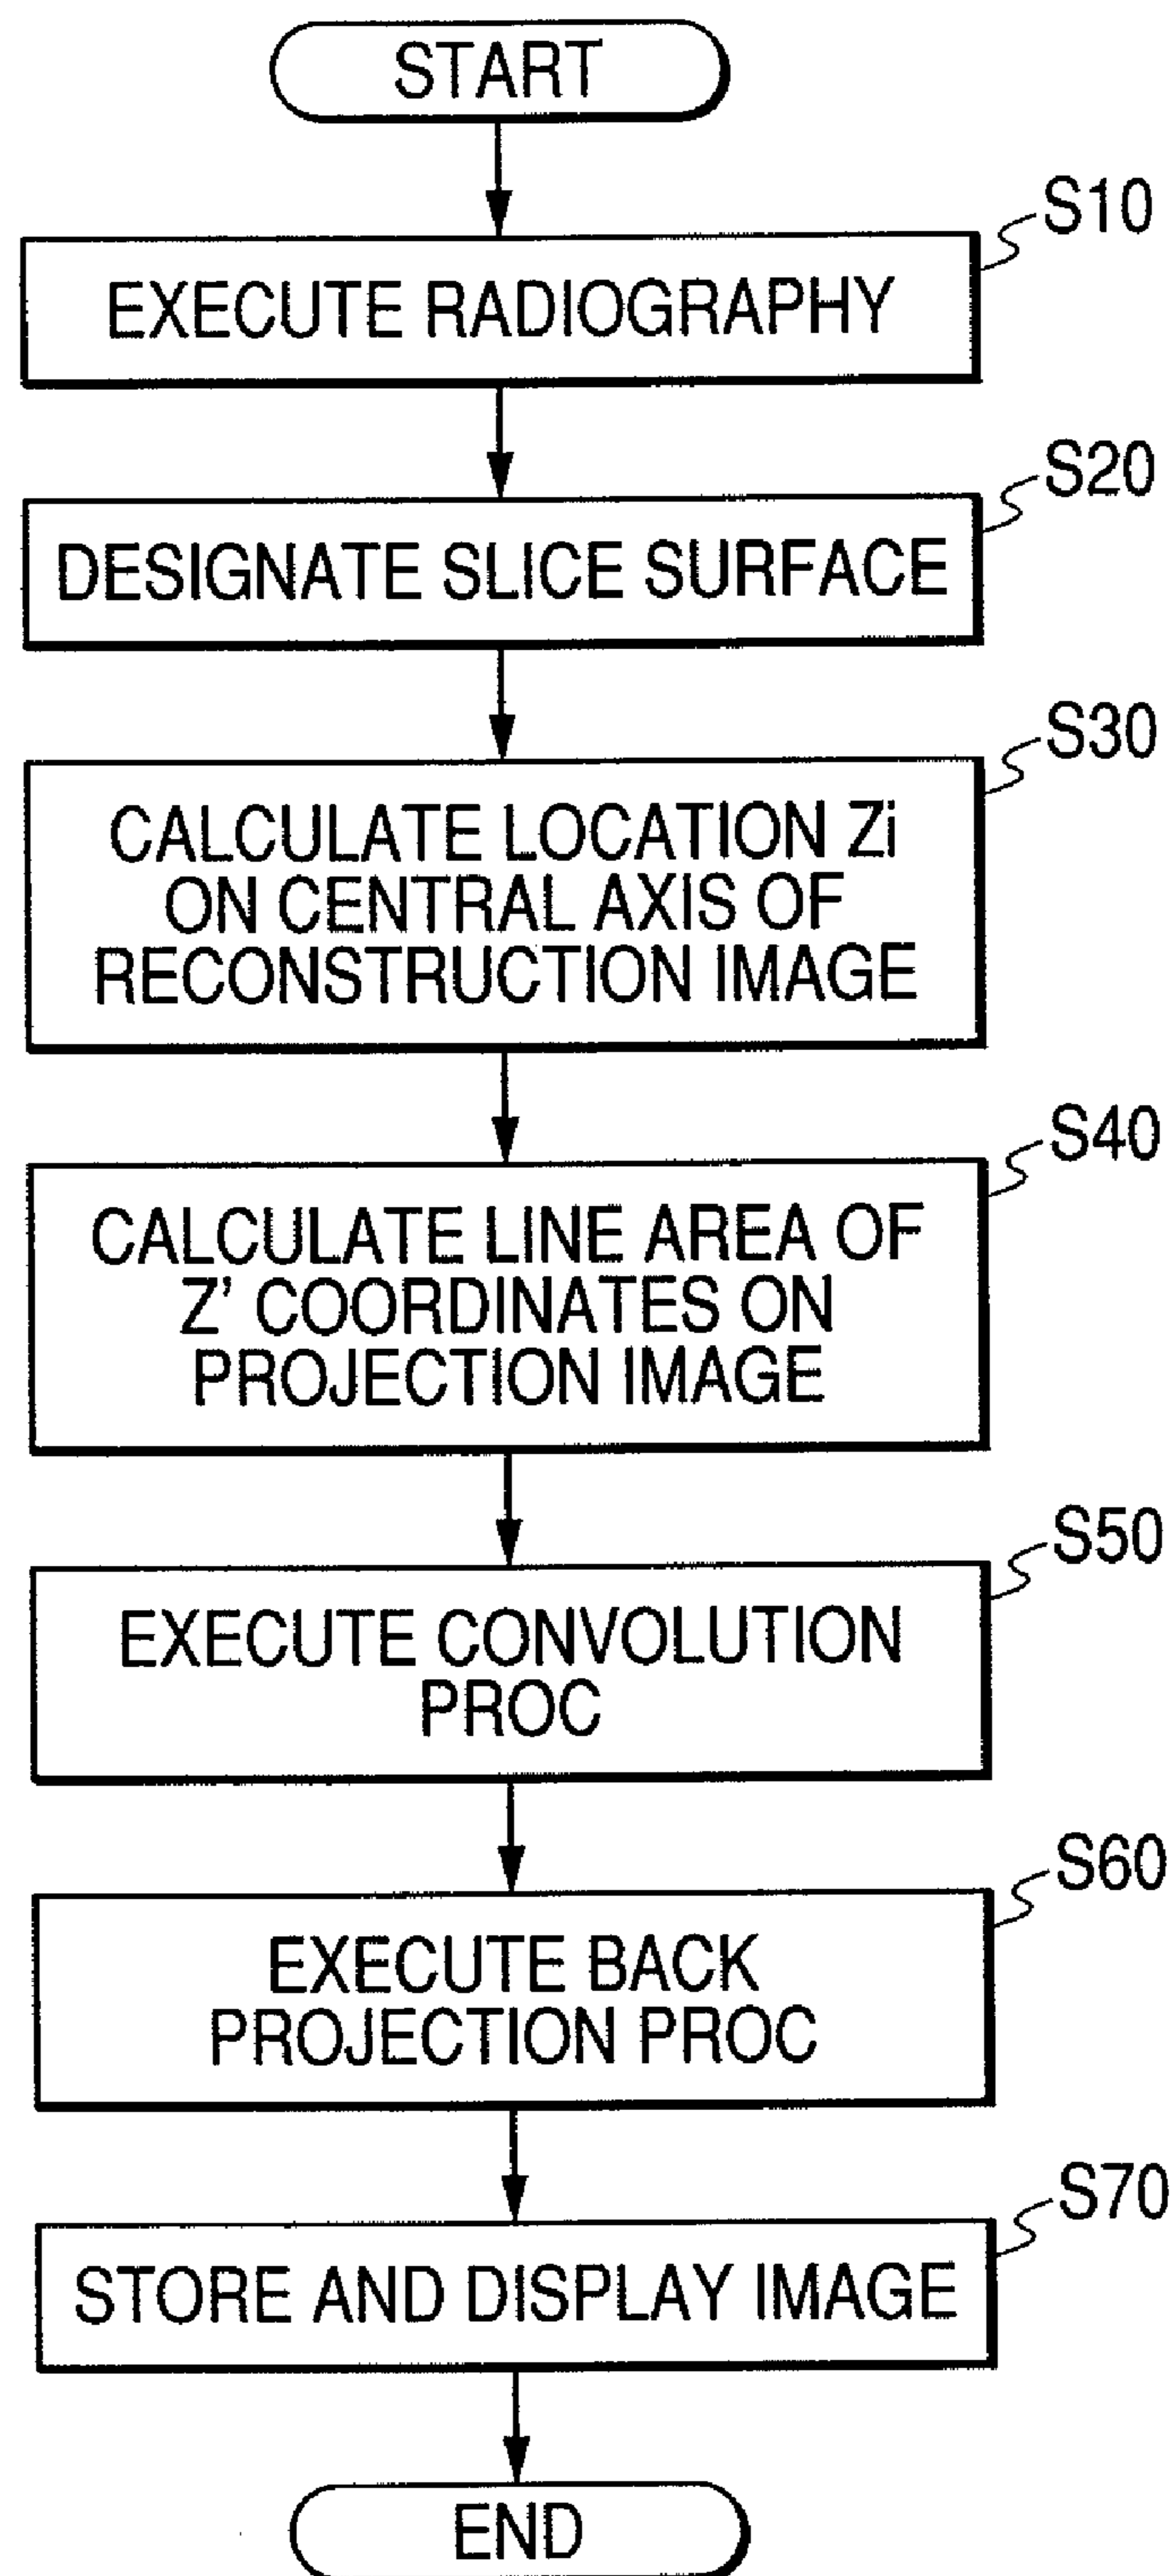 START
S10
EXECUTE RADIOGRAPHY
S20
DESIGNATE SLICE SURFACE
S30
CALCULATE LOCATION Zi
ON CENTRAL AXIS OF
RECONSTRUCTION IMAGE
S40
CALCULATE LINE AREA OF
Z' COORDINATES ON
PROJECTION IMAGE
S50
EXECUTE CONVOLUTION
PROC
S60
EXECUTE BACK
PROJECTION PROC
S70
STORE AND DISPLAY IMAGE
END